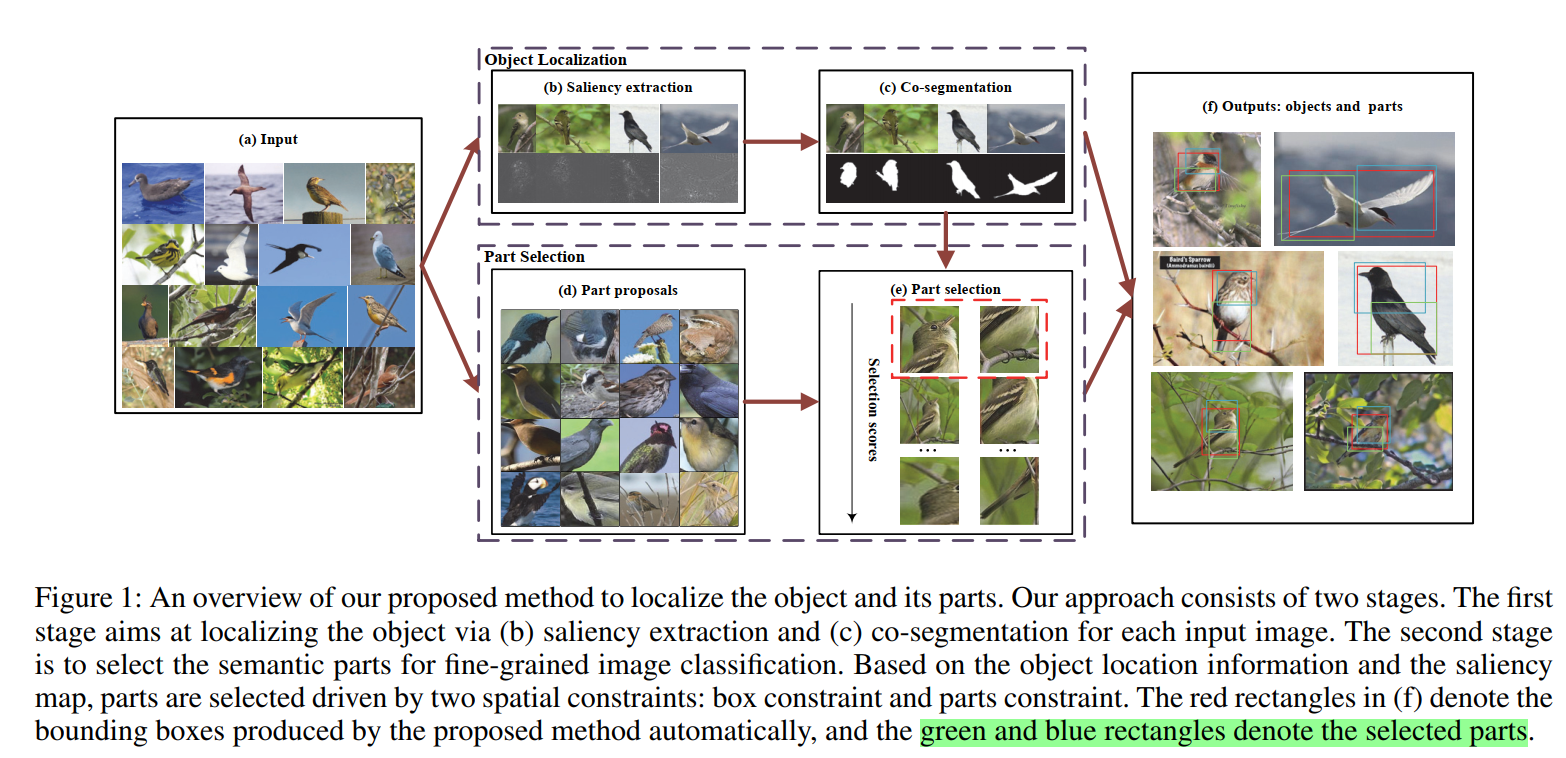 Object Localization
(b) Saliency extraction
(c) Co-segmentation
(a) Input
(f) Outputs: objects and parts
Part Selection
(d) Part proposals
(e) Part selection
Selection scores
...
...
Baird's Sparrow
(Ammodramus bairdii)
Figure 1: An overview of our proposed method to localize the object and its parts. Our approach consists of two stages. The first
stage aims at localizing the object via (b) saliency extraction and (c) co-segmentation for each input image. The second stage
is to select the semantic parts for fine-grained image classification. Based on the object location information and the saliency
map, parts are selected driven by two spatial constraints: box constraint and parts constraint. The red rectangles in (f) denote the
bounding boxes produced by the proposed method automatically, and the green and blue rectangles denote the selected parts.